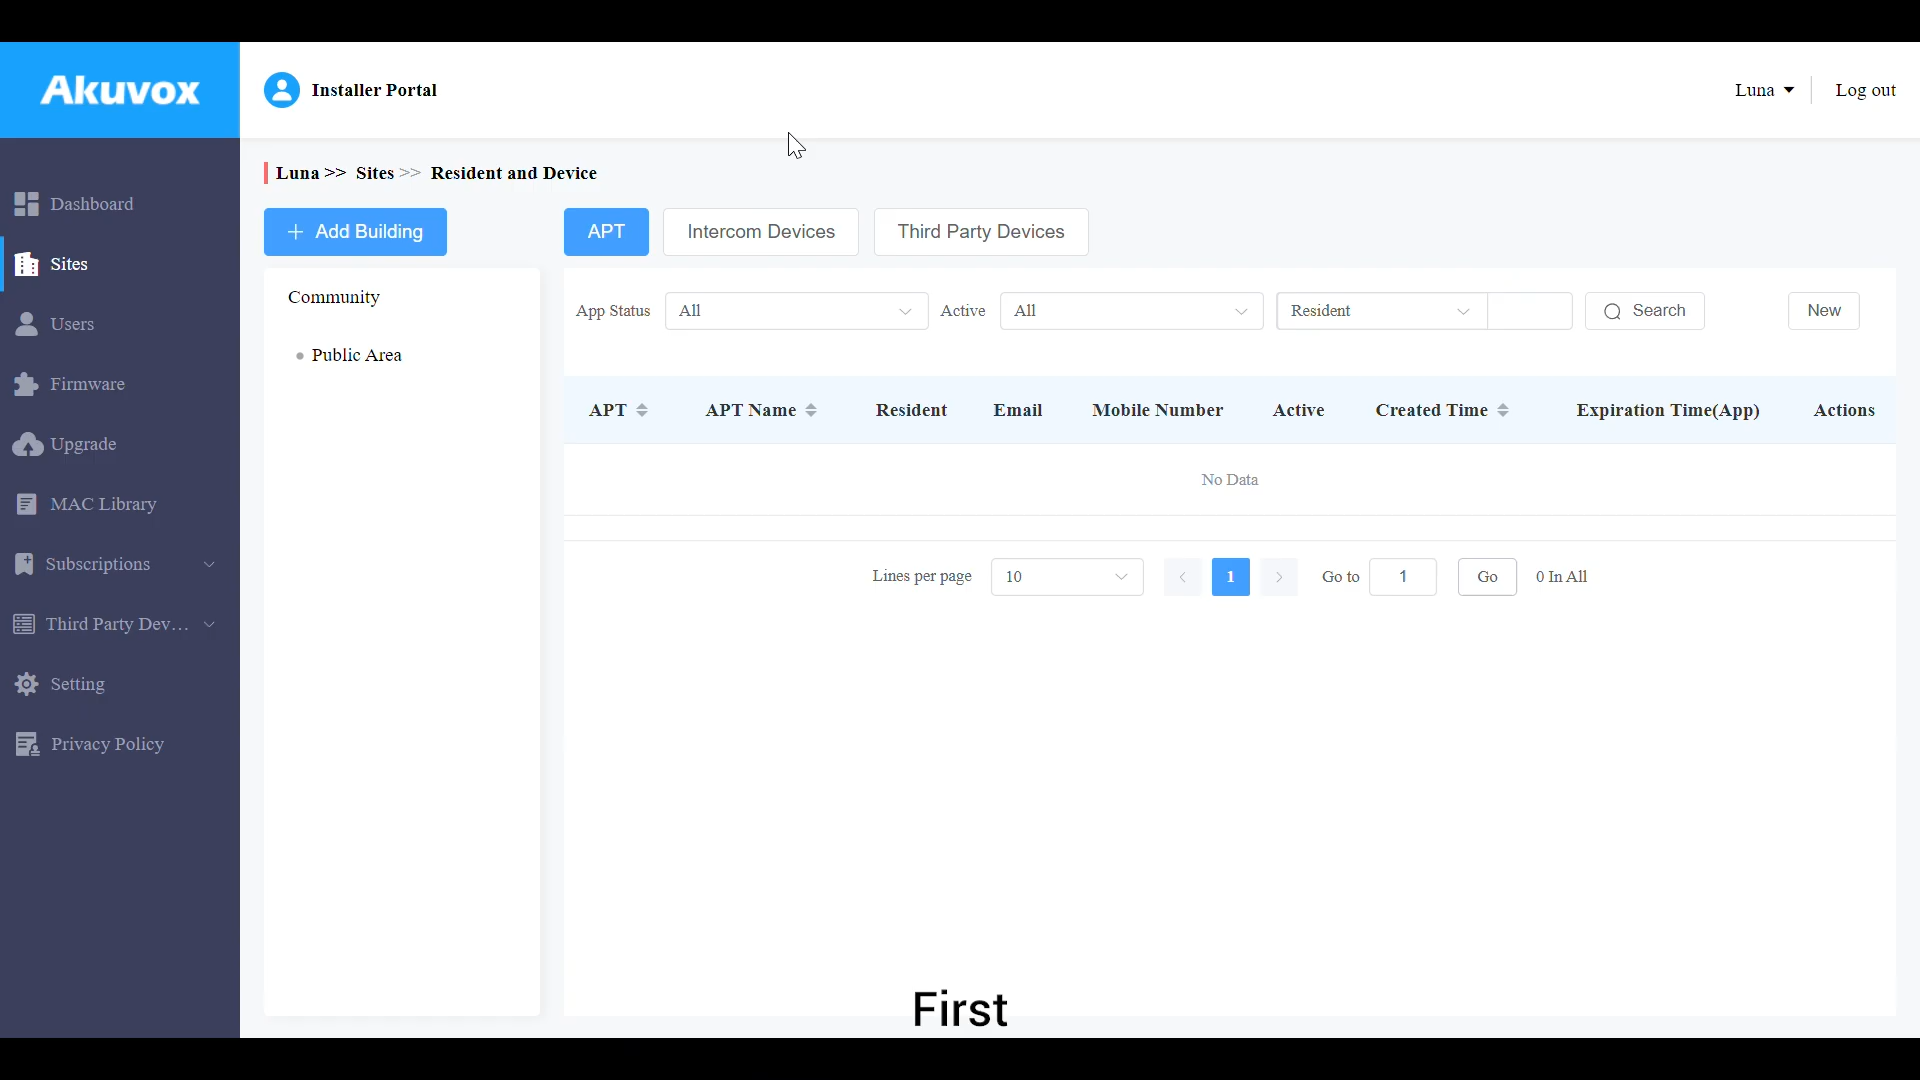 Akuvox
Installer Portal
Luna
Log out
Dashboard
Sites
Users
Firmware
Upgrade
MAC Library
Subscriptions
Third Party Dev...
Setting
Privacy Policy
Luna >> Sites >> Resident and Device
+ Add Building
APT
Intercom Devices
Third Party Devices
Community
Public Area
App Status All Active All Resident Search New
APT APT Name Resident Email Mobile Number Active Created Time Expiration Time(App) Actions
No Data
Lines per page 10 < 1 > Go to 1 Go 0 In All
First